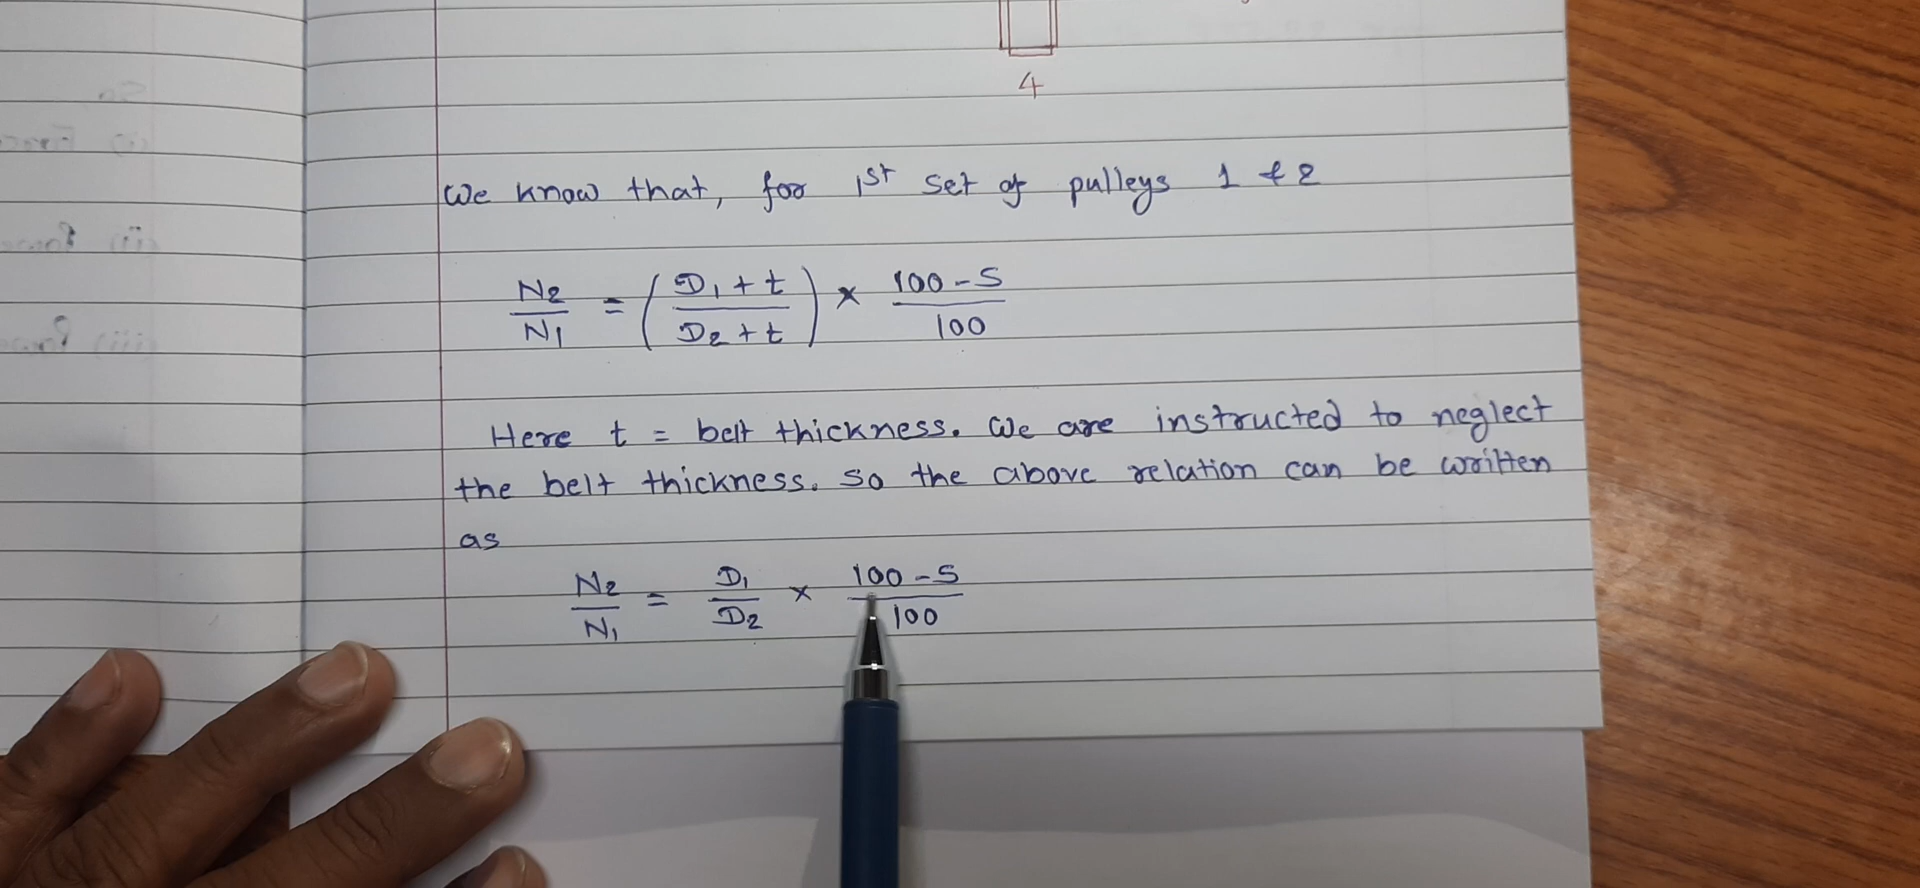 4
We know that, for 1st set of pulleys 1 & 2
N2/N1 = (D1 + t / D2 + t) × 100 - S / 100
Here t = belt thickness. We are instructed to neglect
the belt thickness. So the above relation can be written
as
N2/N1 = D1/D2 × 100 - S / 100